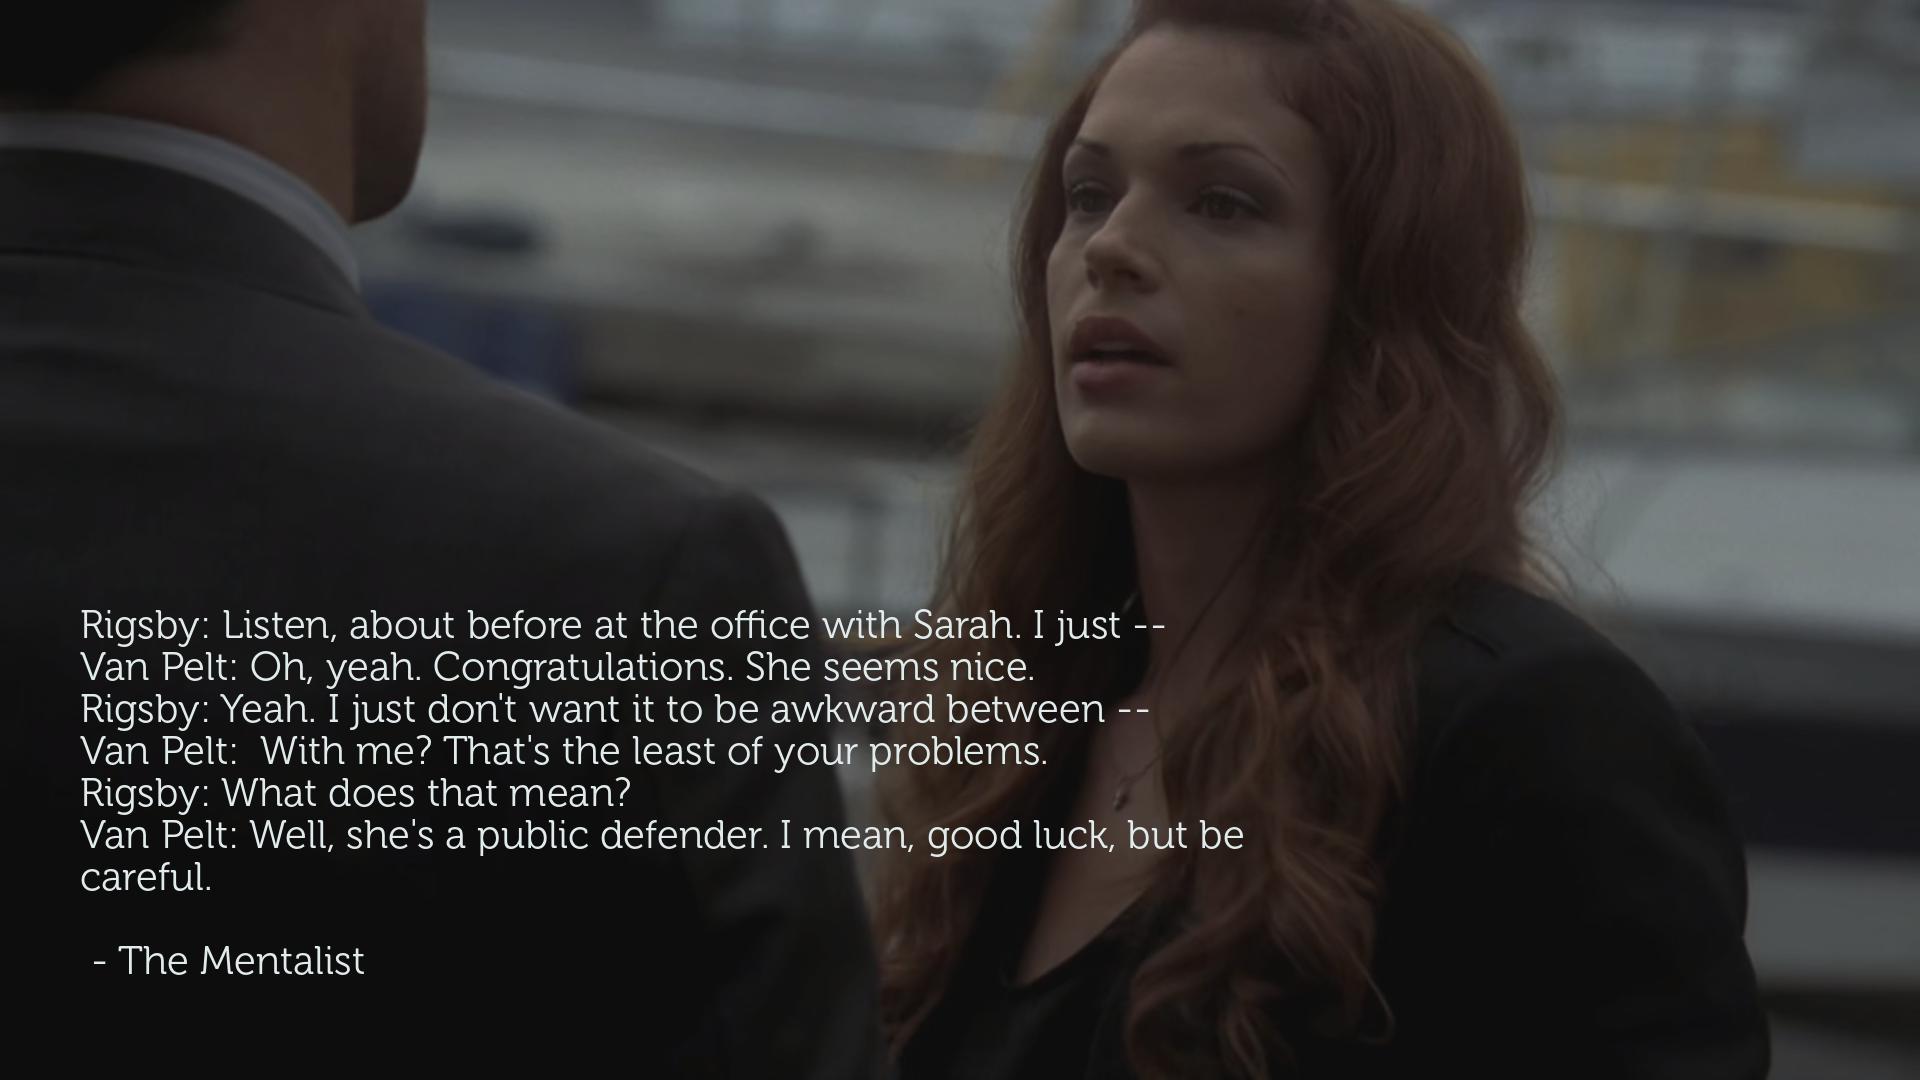 Rigsby: Listen, about before at the office with Sarah. I just --
Van Pelt: Oh, yeah. Congratulations. She seems nice.
Rigsby: Yeah. I just don't want it to be awkward between --
Van Pelt:  With me? That's the least of your problems.
Rigsby: What does that mean?
Van Pelt: Well, she's a public defender. I mean, good luck, but be
careful.
- The Mentalist